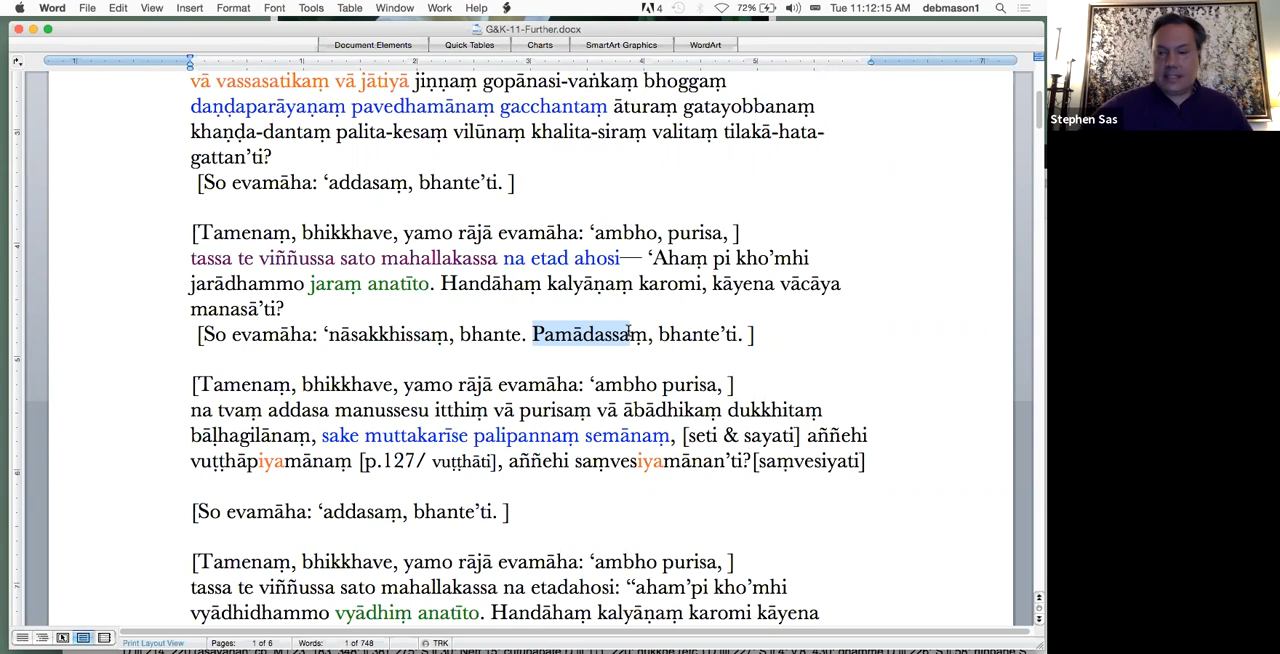 Word File Edit View Insert Format Font Tools Table Window Work Help
4 72% Tue 11:12:15 AM debmason1
G&K-11-Further.docx
Document Elements Quick Tables Charts SmartArt Graphics WordArt
vā vassasatikaṃ vā jātiyā jiṇṇaṃ gopānasi-vaṅkaṃ bhoggaṃ
daṇḍaparāyaṇaṃ pavedhamānaṃ gacchantaṃ āturaṃ gatayobbanaṃ
khaṇḍa-dantaṃ palita-kesaṃ vilūnaṃ khalita-siraṃ valitaṃ tilakā-hata-
gattan’ti?
[So evamāha: ‘addasaṃ, bhante’ti. ]
[Tamenaṃ, bhikkhave, yamo rājā evamāha: ‘ambho, purisa, ]
tassa te viññussa sato mahallakassa na etad ahosi— ‘Ahaṃ pi kho’mhi
jarādhammo jaraṃ anatīto. Handāhaṃ kalyāṇaṃ karomi, kāyena vācāya
manasā’ti?
[So evamāha: ‘nāsakkhissaṃ, bhante. Pamādassaṃ, bhante’ti. ]
[Tamenaṃ, bhikkhave, yamo rājā evamāha: ‘ambho purisa, ]
na tvaṃ addasa manussesu itthiṃ vā purisaṃ vā ābādhikaṃ dukkhitaṃ
bāḷhagilānaṃ, sake muttakarīse palipannaṃ semānaṃ, [seti & sayati] aññehi
vuṭṭhāpiyamānaṃ [p.127/ vuṭṭhāti], aññehi saṃvesiyamānan’ti?[saṃvesiyati]
[So evamāha: ‘addasaṃ, bhante’ti. ]
[Tamenaṃ, bhikkhave, yamo rājā evamāha: ‘ambho purisa, ]
tassa te viññussa sato mahallakassa na etadahosi: “aham’pi kho’mhi
vyādhidhammo vyādhiṃ anatīto. Handāhaṃ kalyāṇaṃ karomi kāyena
Print Layout View Pages: 1 of 6 Words: 1 of 748 TRK
Stephen Sas